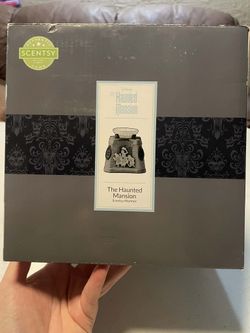 SCENTSY
The
Haunted
Mansion
The Haunted
Mansion
Scentsy Warmer